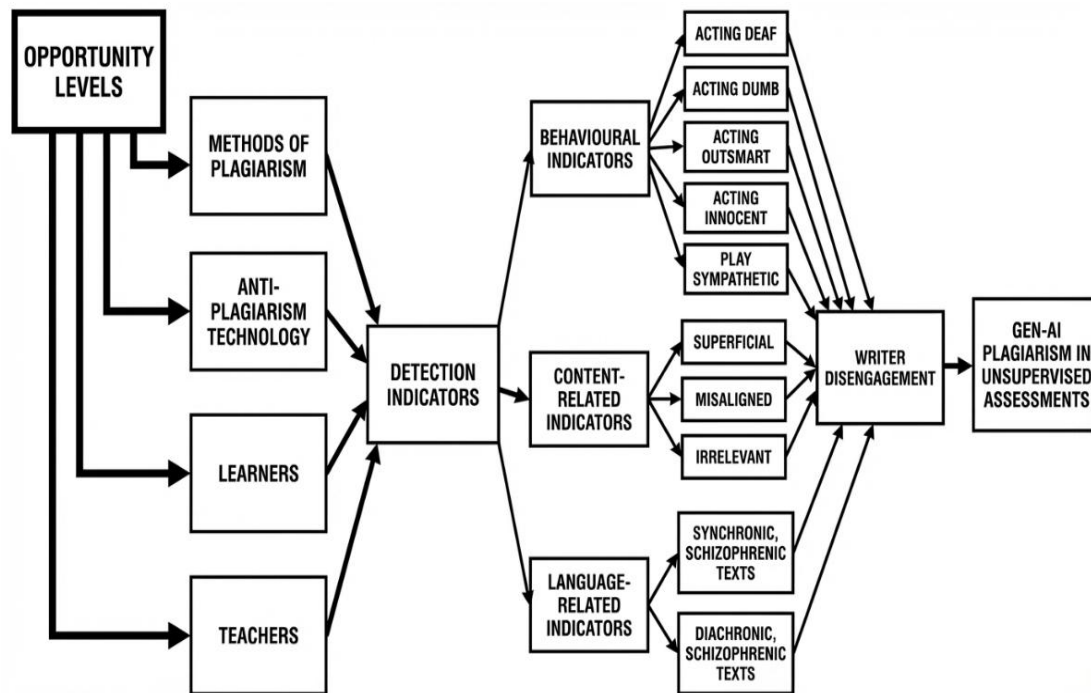 OPPORTUNITY
LEVELS
METHODS OF
PLAGIARISM
ANTI-
PLAGIARISM
TECHNOLOGY
LEARNERS
TEACHERS
DETECTION
INDICATORS
BEHAVIOURAL
INDICATORS
CONTENT-
RELATED
INDICATORS
LANGUAGE-
RELATED
INDICATORS
ACTING DEAF
ACTING DUMB
ACTING
OUTSMART
ACTING
INNOCENT
PLAY
SYMPATHETIC
SUPERFICIAL
MISALIGNED
IRRELEVANT
SYNCHRONIC,
SCHIZOPHRENIC
TEXTS
DIACHRONIC,
SCHIZOPHRENIC
TEXTS
WRITER
DISENGAGEMENT
GEN-AI
PLAGIARISM IN
UNSUPERVISED
ASSESSMENTS